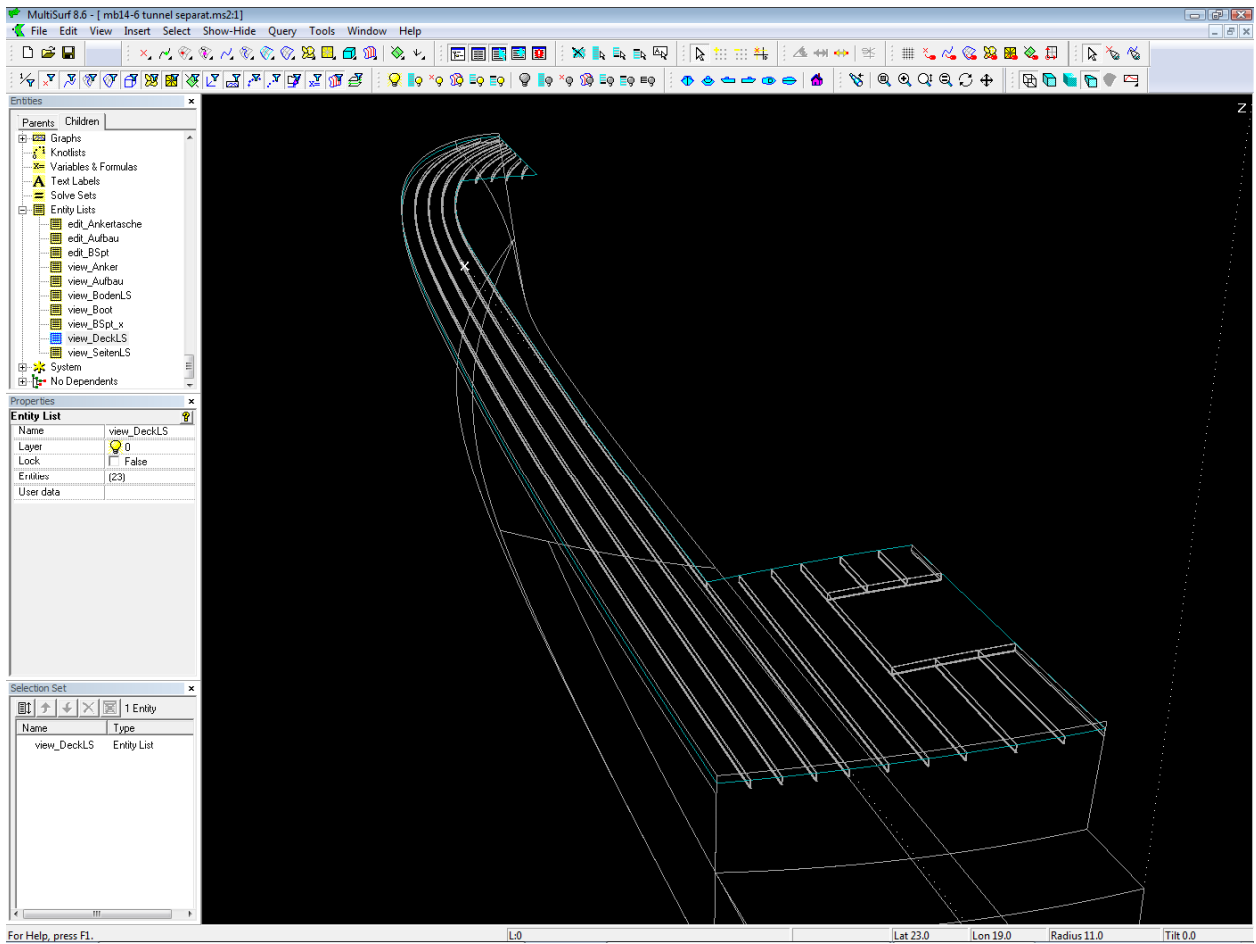 MultiSurf 8.6 - [ mb14-6 tunnel separat.ms2:1]
File Edit View Insert Select Show-Hide Query Tools Window Help
Entities
Parents Children
Graphs
Knotlists
Variables & Formulas
Text Labels
Solve Sets
Entity Lists
edit_Ankertasche
edit_Aufbau
edit_BSpt
view_Anker
view_Aufbau
view_BodenLS
view_Boot
view_BSpt_x
view_DeckLS
view_SeitenLS
System
No Dependents
Properties
Entity List
Name view_DeckLS
Layer 0
Lock False
Entities (23)
User data
Selection Set
1 Entity
Name Type
view_DeckLS Entity List
Z
For Help, press F1. L:0 Lat 23.0 Lon 19.0 Radius 11.0 Tilt 0.0